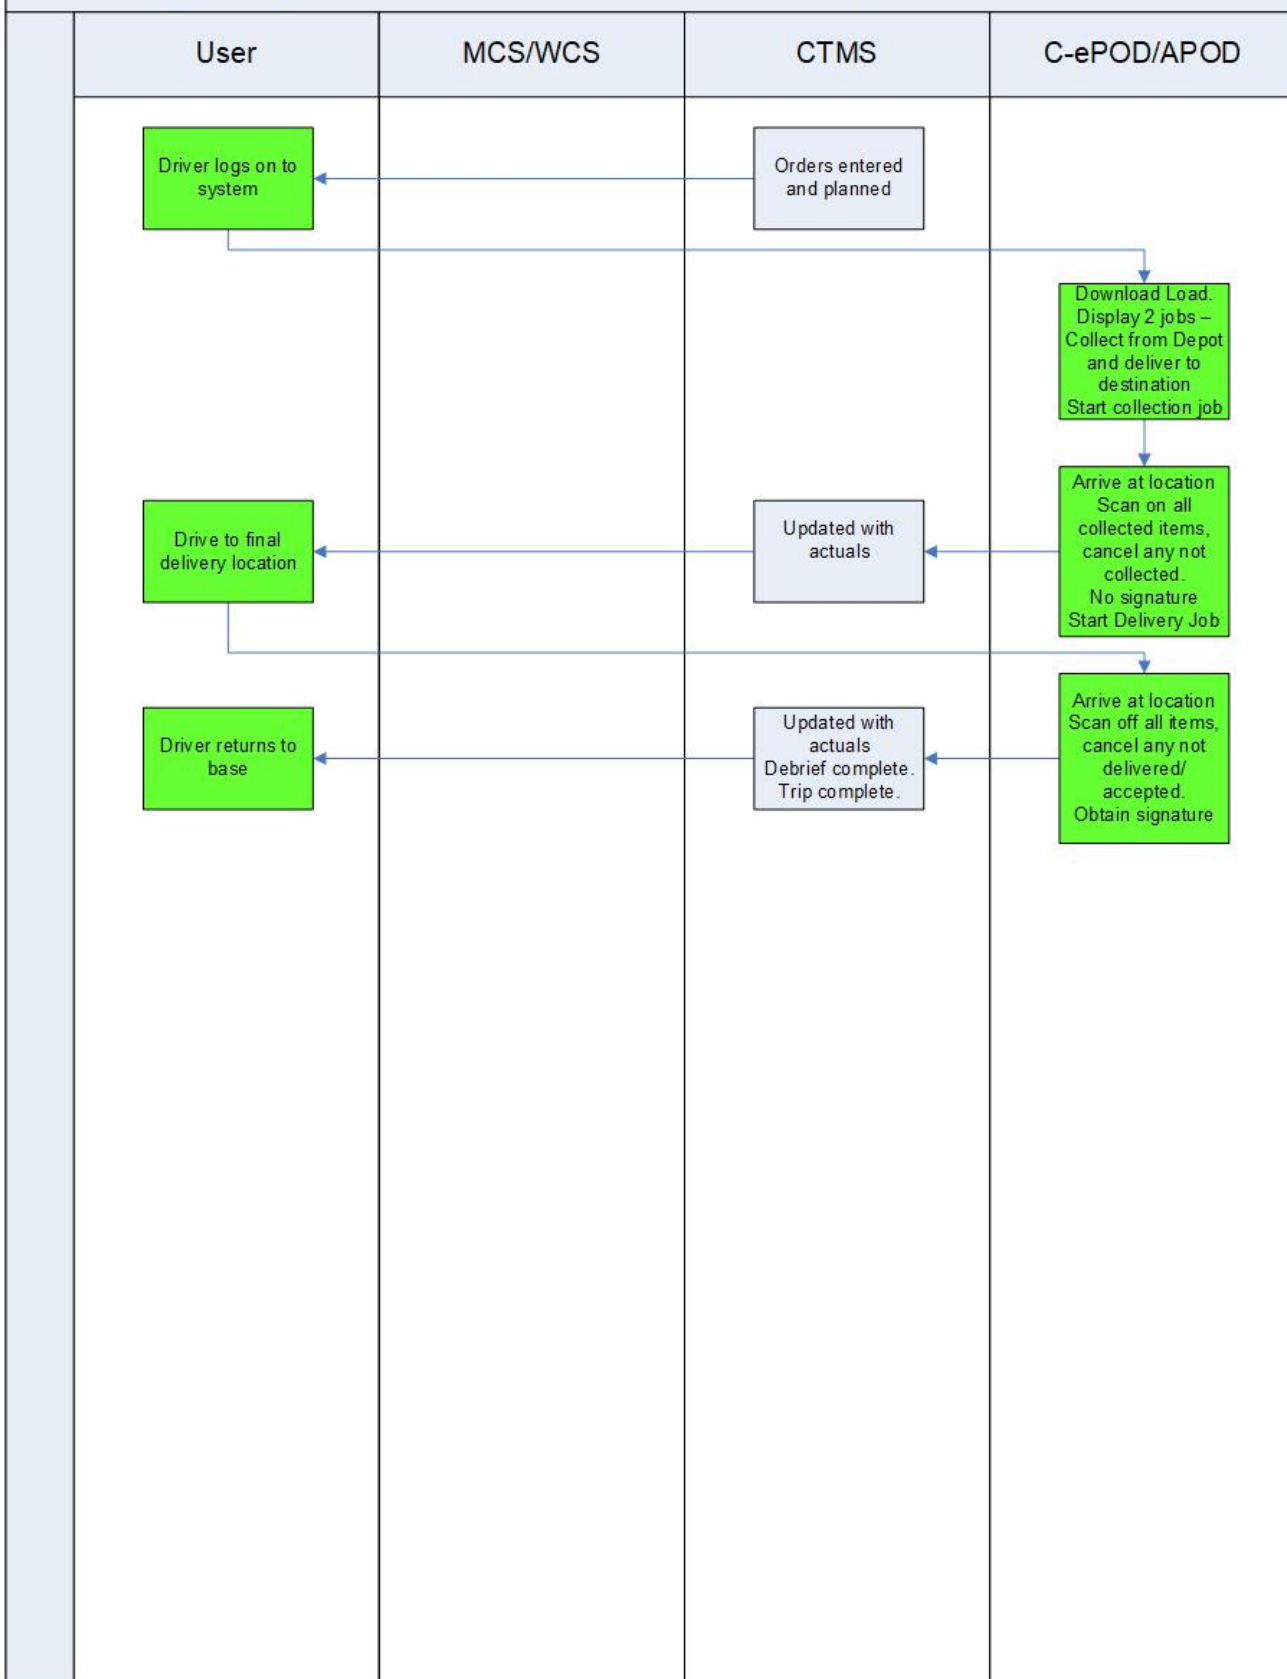 User
MCS/WCS
CTMS
C-ePOD/APOD
Driver logs on to
system
Orders entered
and planned
Download Load.
Display 2 jobs –
Collect from Depot
and deliver to
destination
Start collection job
Drive to final
delivery location
Updated with
actuals
Arrive at location
Scan on all
collected items,
cancel any not
collected.
No signature
Start Delivery Job
Driver returns to
base
Updated with
actuals
Debrief complete.
Trip complete.
Arrive at location
Scan off all items,
cancel any not
delivered/
accepted.
Obtain signature